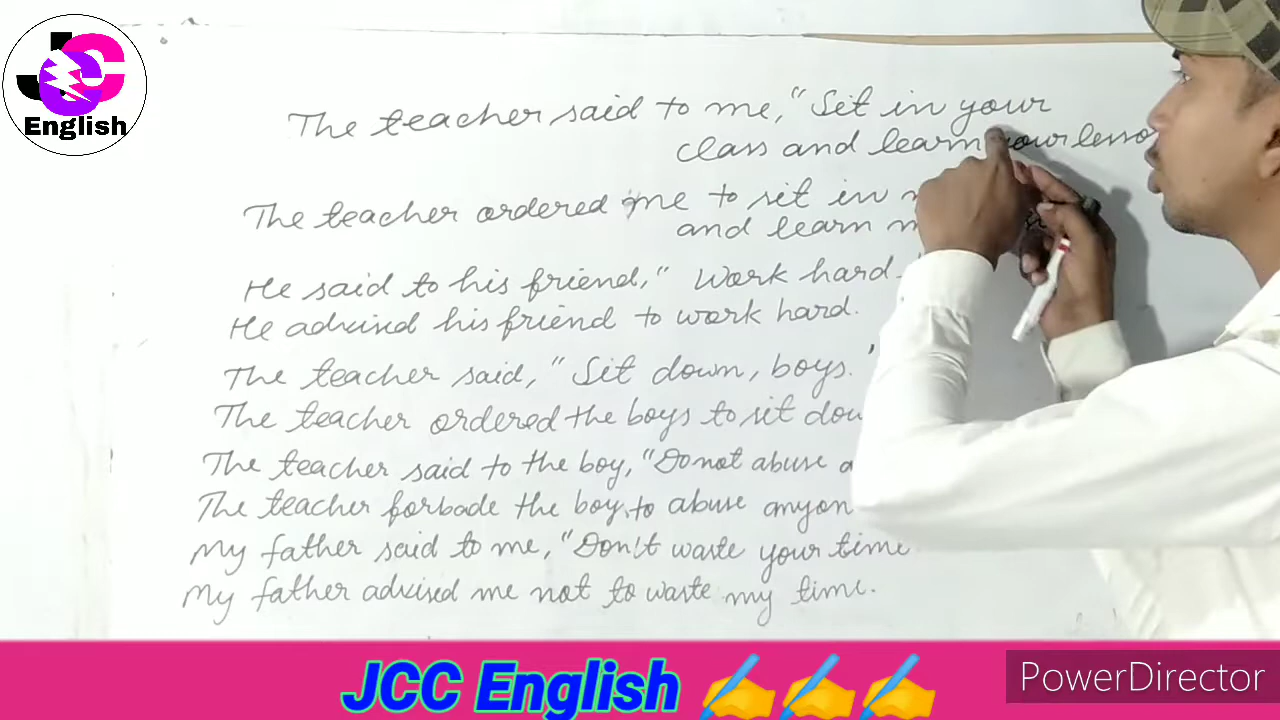 JCC
English
The teacher said to me, "Sit in your
class and learn your
The teacher ordered me to sit in
and learn
He said to his friend, "Work hard."
He advised his friend to work hard.
The teacher said, "Sit down, boys."
The teacher ordered the boys to sit
The teacher said to the boy, "Do not abuse
The teacher forbade the boy to abuse
My father said to me, "Don't waste your time
My father advised me not to waste my time.
JCC English ✍✍✍
PowerDirector